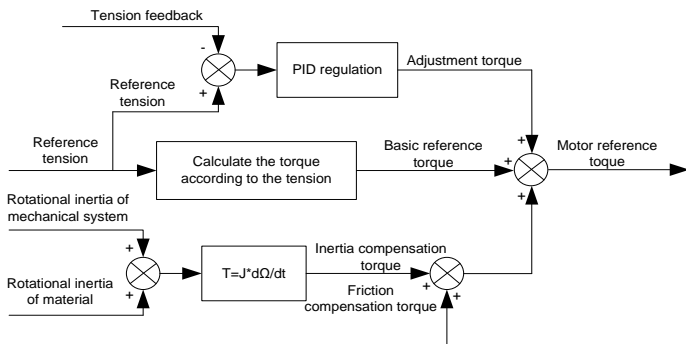 Tension feedback
-
PID regulation
Adjustment torque
+
Reference
tension
+
Reference
tension
Calculate the torque
according to the tension
Basic reference
torque
+
+
Motor reference
toque
+
Rotational inertia of
mechanical system
+
Rotational inertia
of material
+
T=J*dΩ/dt
Inertia compensation
torque
+
Friction
compensation torque
+